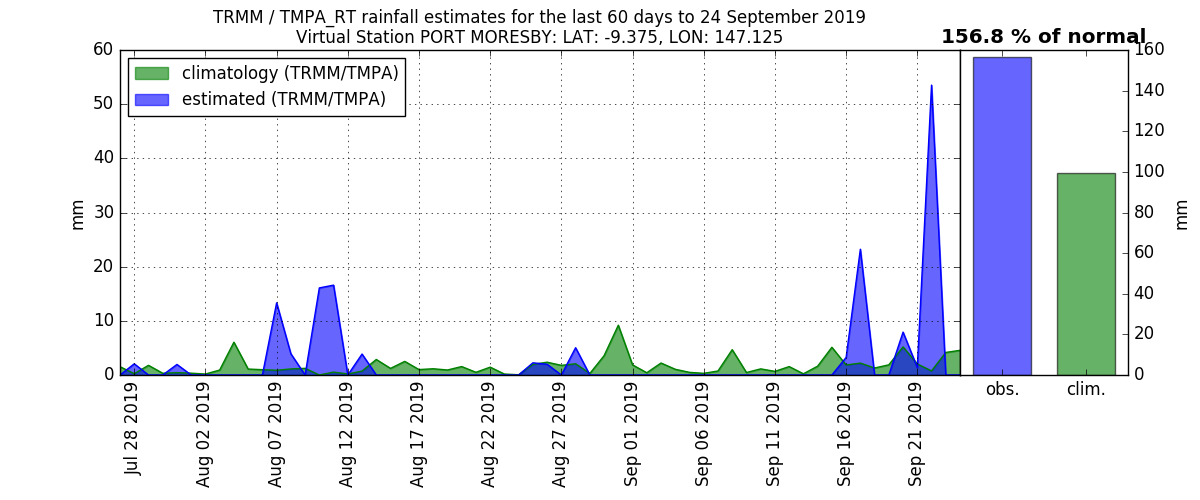 TRMM / TMPA_RT rainfall estimates for the last 60 days to 24 September 2019
Virtual Station PORT MORESBY: LAT: -9.375, LON: 147.125
156.8 % of normal
climatology (TRMM/TMPA)
estimated (TRMM/TMPA)
60
50
40
30
20
10
0
mm
Jul 28 2019
Aug 02 2019
Aug 07 2019
Aug 12 2019
Aug 17 2019
Aug 22 2019
Aug 27 2019
Sep 01 2019
Sep 06 2019
Sep 11 2019
Sep 16 2019
Sep 21 2019
obs.
clim.
160
140
120
100
80
60
40
20
0
mm